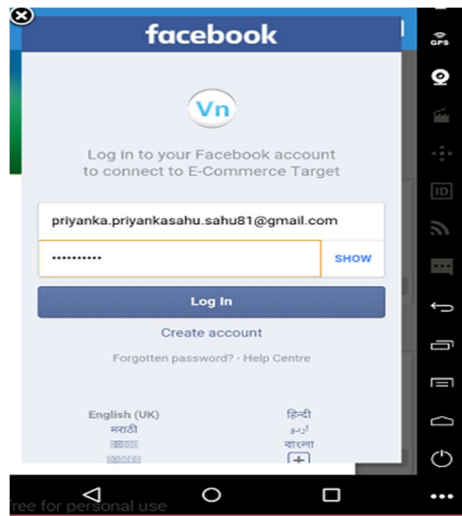 facebook
GPS
Vn
Log in to your Facebook account
to connect to E-Commerce Target
priyanka.priyankasahu.sahu81@gmail.com
••••••••••
SHOW
Log In
Create account
Forgotten password? · Help Centre
English (UK)
हिन्दी
मराठी
اردو
বাংলা
ID
free for personal use